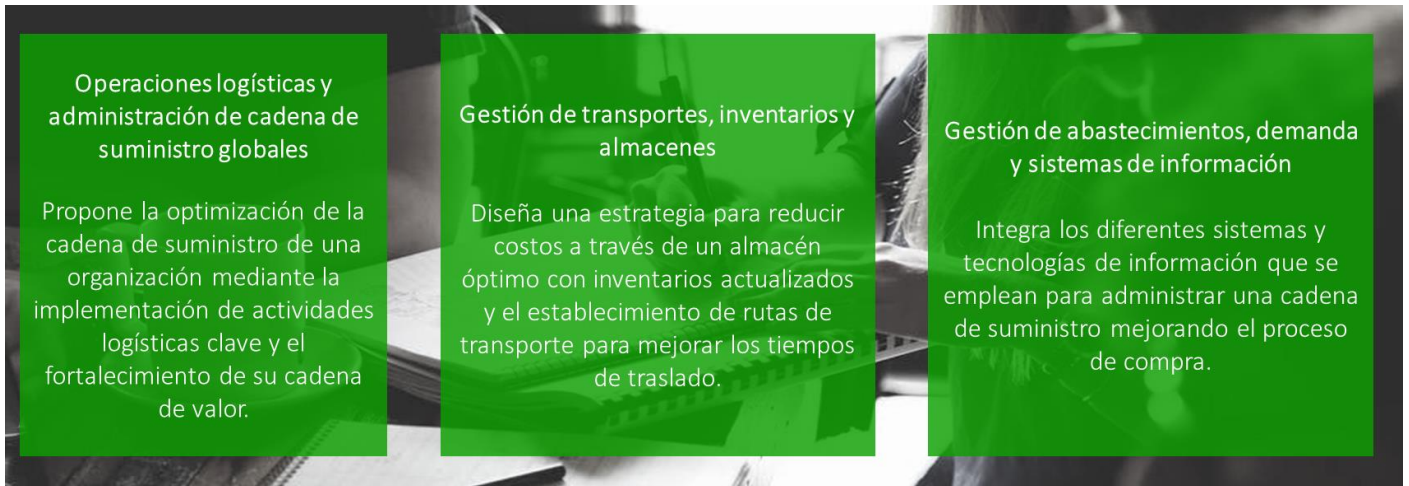 Operaciones logísticas y
administración de cadena de
suministro globales
Propone la optimización de la
cadena de suministro de una
organización mediante la
implementación de actividades
logísticas clave y el
fortalecimiento de su cadena
de valor.
Gestión de transportes, inventarios y
almacenes
Diseña una estrategia para reducir
costos a través de un almacén
óptimo con inventarios actualizados
y el establecimiento de rutas de
transporte para mejorar los tiempos
de traslado.
Gestión de abastecimientos, demanda
y sistemas de información
Integra los diferentes sistemas y
tecnologías de información que se
emplean para administrar una cadena
de suministro mejorando el proceso
de compra.